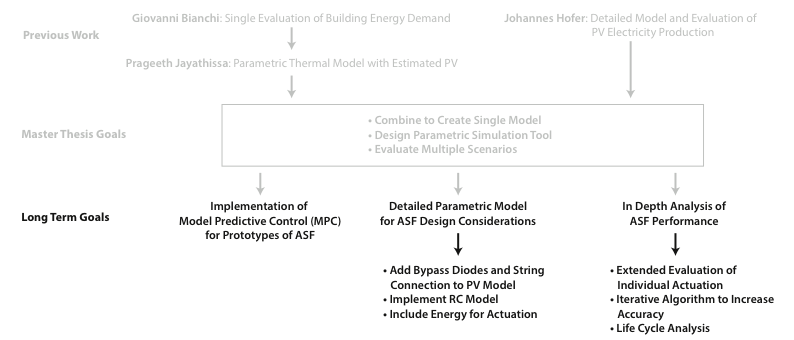 Previous Work
Giovanni Bianchi: Single Evaluation of Building Energy Demand
Johannes Hofer: Detailed Model and Evaluation of
PV Electricity Production
Prageeth Jayathissa: Parametric Thermal Model with Estimated PV
Master Thesis Goals
• Combine to Create Single Model
• Design Parametric Simulation Tool
• Evaluate Multiple Scenarios
Long Term Goals
Implementation of
Model Predictive Control (MPC)
for Prototypes of ASF
Detailed Parametric Model
for ASF Design Considerations
In Depth Analysis of
ASF Performance
• Add Bypass Diodes and String
Connection to PV Model
• Implement RC Model
• Include Energy for Actuation
• Extended Evaluation of
Individual Actuation
• Iterative Algorithm to Increase
Accuracy
• Life Cycle Analysis